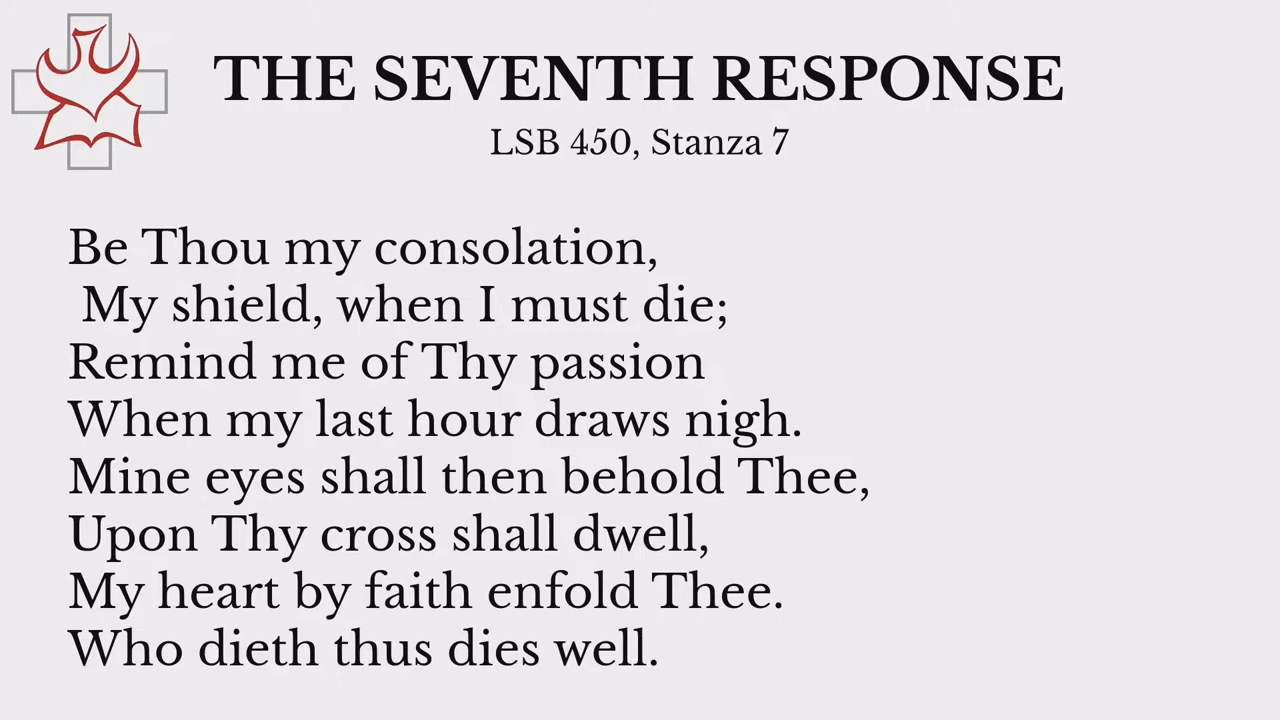 THE SEVENTH RESPONSE
LSB 450, Stanza 7
Be Thou my consolation,
My shield, when I must die;
Remind me of Thy passion
When my last hour draws nigh.
Mine eyes shall then behold Thee,
Upon Thy cross shall dwell,
My heart by faith enfold Thee.
Who dieth thus dies well.